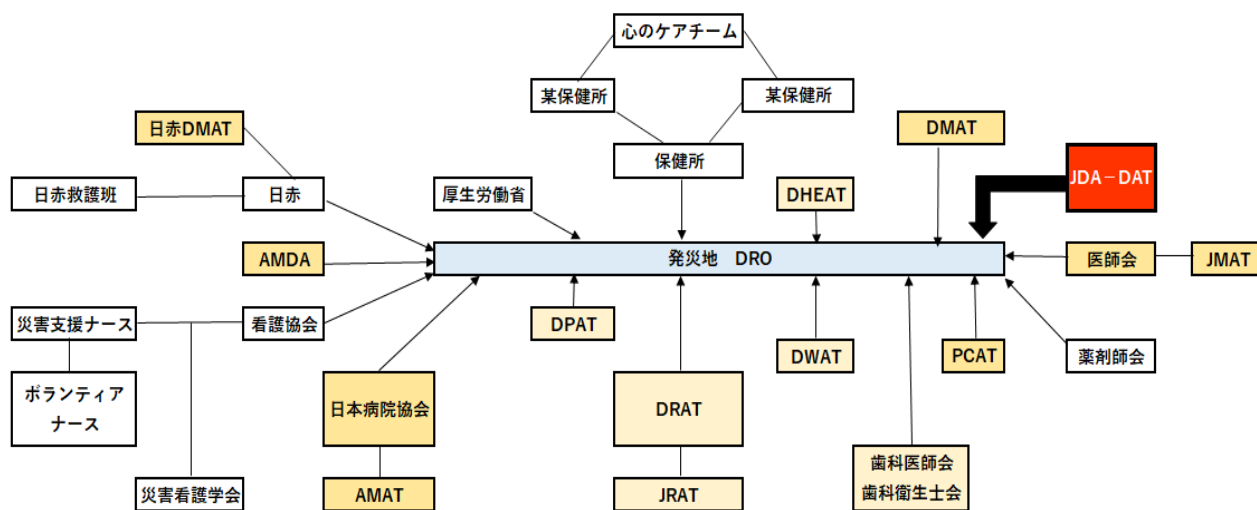 心のケアチーム
某保健所
某保健所
日赤DMAT
DMAT
保健所
JDA－DAT
日赤救護班
日赤
厚生労働省
DHEAT
AMDA
発災地　DRO
医師会
JMAT
災害支援ナース
看護協会
DPAT
DWAT
PCAT
薬剤師会
ボランティア
ナース
日本病院協会
DRAT
歯科医師会
歯科衛生士会
災害看護学会
AMAT
JRAT